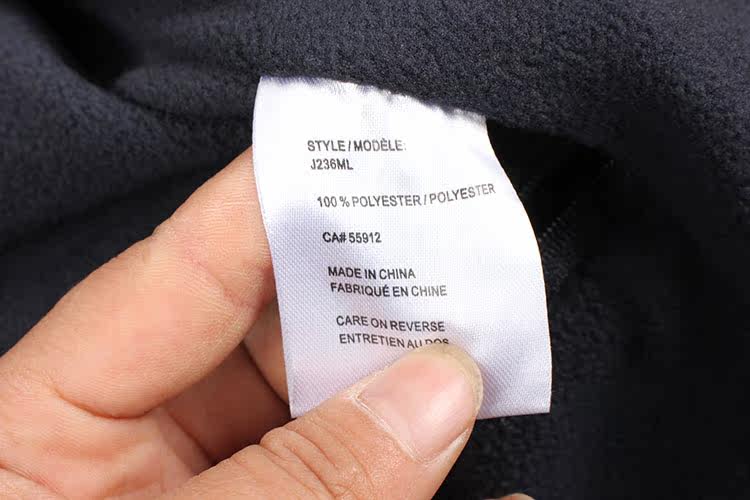 STYLE / MODÈLE:
J236ML
100 % POLYESTER / POLYESTER
CA# 55912
MADE IN CHINA
FABRIQUÉ EN CHINE
CARE ON REVERSE
ENTRETIEN AU DOS